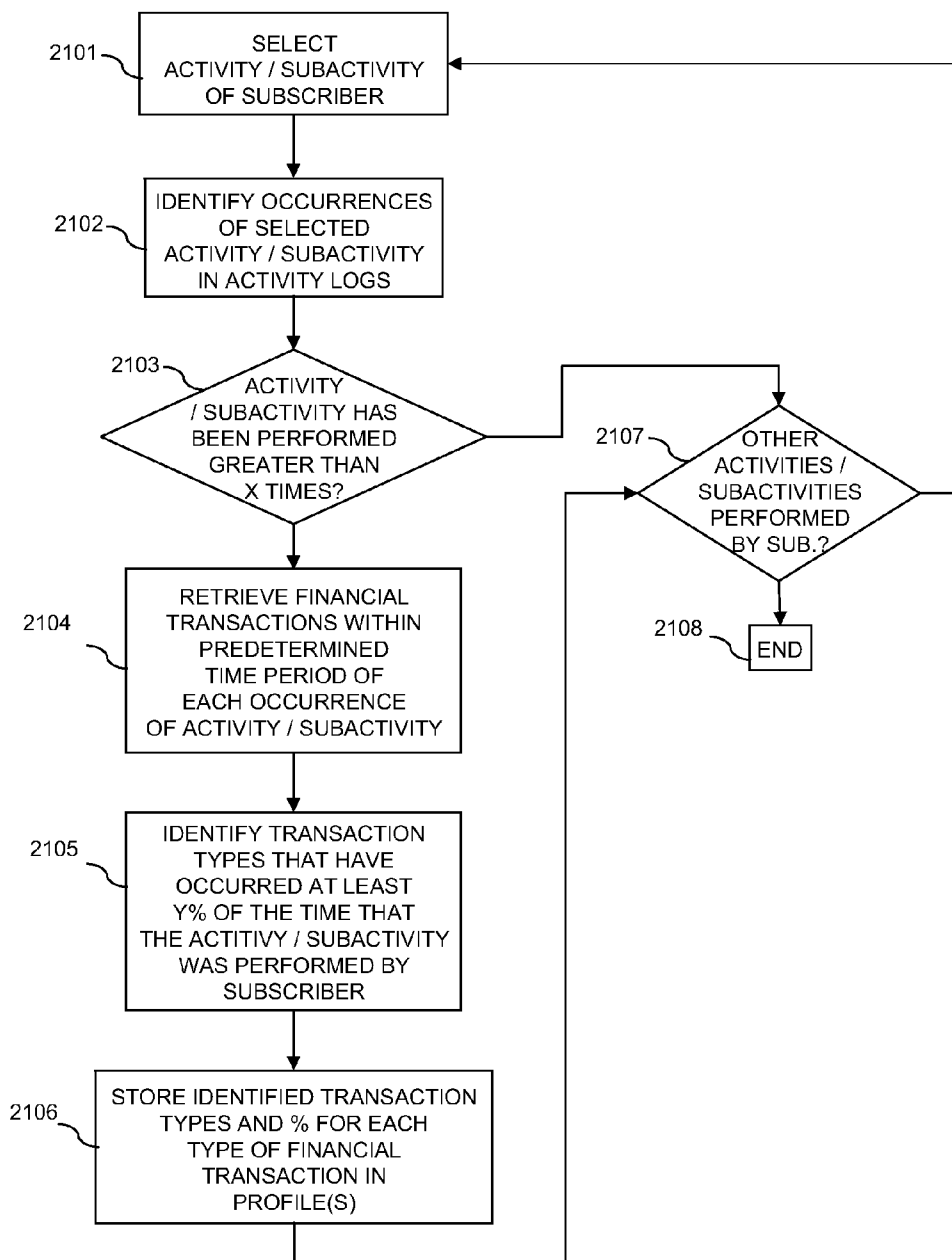 2101
SELECT
ACTIVITY / SUBACTIVITY
OF SUBSCRIBER
2102
IDENTIFY OCCURRENCES
OF SELECTED
ACTIVITY / SUBACTIVITY
IN ACTIVITY LOGS
2103
ACTIVITY
/ SUBACTIVITY HAS
BEEN PERFORMED
GREATER THAN
X TIMES?
2104
RETRIEVE FINANCIAL
TRANSACTIONS WITHIN
PREDETERMINED
TIME PERIOD OF
EACH OCCURRENCE
OF ACTIVITY / SUBACTIVITY
2105
IDENTIFY TRANSACTION
TYPES THAT HAVE
OCCURRED AT LEAST
Y% OF THE TIME THAT
THE ACTITIVY / SUBACTIVITY
WAS PERFORMED BY
SUBSCRIBER
2106
STORE IDENTIFIED TRANSACTION
TYPES AND % FOR EACH
TYPE OF FINANCIAL
TRANSACTION IN
PROFILE(S)
2107
OTHER
ACTIVITIES /
SUBACTIVITIES
PERFORMED
BY SUB.?
2108
END